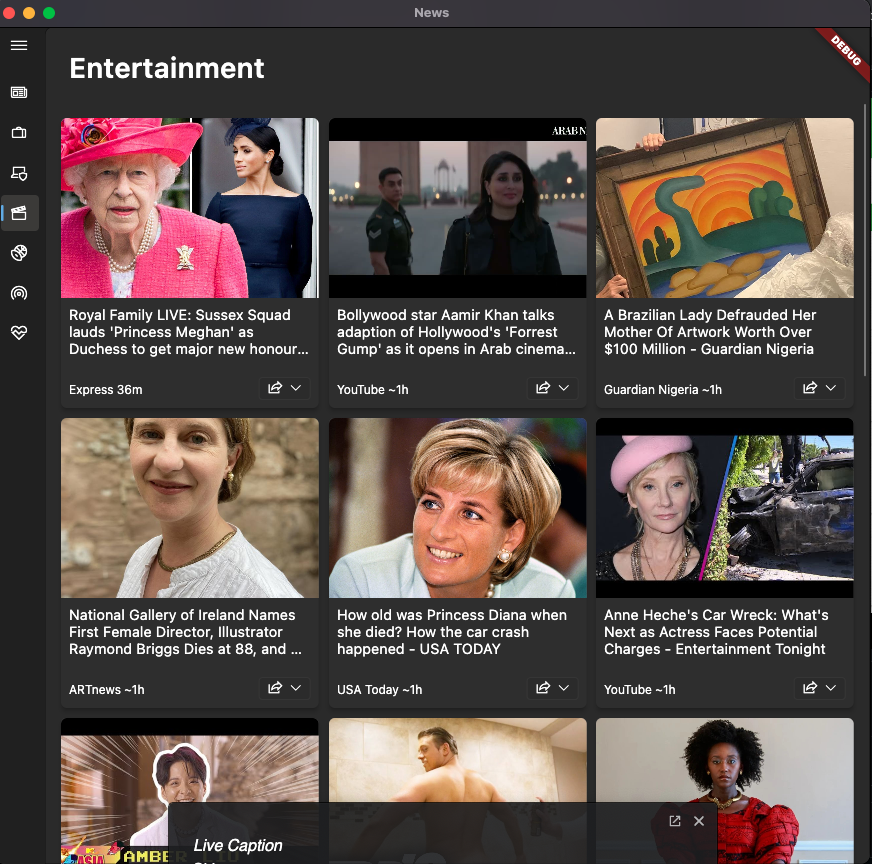 News
DEBUG
Entertainment
ARAB N
Royal Family LIVE: Sussex Squad
lauds 'Princess Meghan' as
Duchess to get major new honour...
Express 36m
Bollywood star Aamir Khan talks
adaption of Hollywood's 'Forrest
Gump' as it opens in Arab cinema...
YouTube ~1h
A Brazilian Lady Defrauded Her
Mother Of Artwork Worth Over
$100 Million - Guardian Nigeria
Guardian Nigeria ~1h
National Gallery of Ireland Names
First Female Director, Illustrator
Raymond Briggs Dies at 88, and ...
ARTnews ~1h
How old was Princess Diana when
she died? How the car crash
happened - USA TODAY
USA Today ~1h
Anne Heche's Car Wreck: What's
Next as Actress Faces Potential
Charges - Entertainment Tonight
YouTube ~1h
ASIA
AMBER
Live Caption